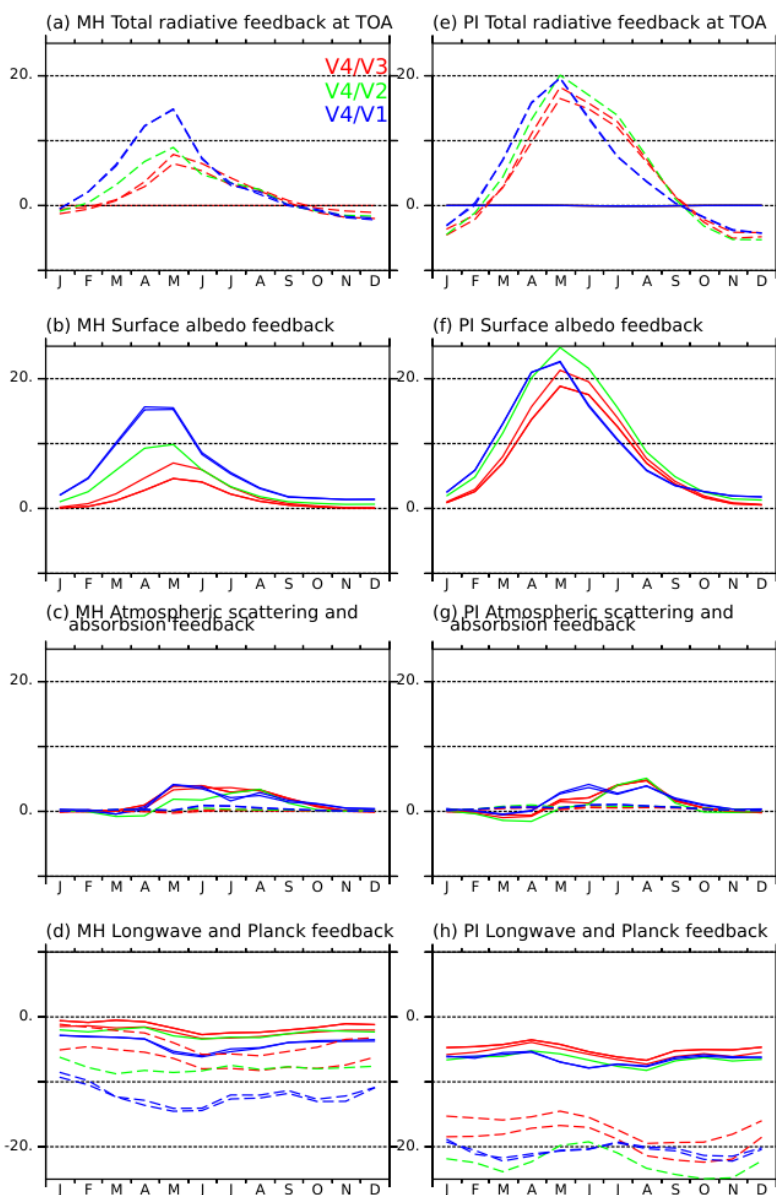 (a) MH Total radiative feedback at TOA
20.
V4/V3
V4/V2
V4/V1
0.
J F M A M J J A S O N D
(e) PI Total radiative feedback at TOA
20.
0.
J F M A M J J A S O N D
(b) MH Surface albedo feedback
20.
0.
J F M A M J J A S O N D
(f) PI Surface albedo feedback
20.
0.
J F M A M J J A S O N D
(c) MH Atmospheric scattering and
absorbsion feedback
20.
0.
J F M A M J J A S O N D
(g) PI Atmospheric scattering and
absorbsion feedback
20.
0.
J F M A M J J A S O N D
(d) MH Longwave and Planck feedback
0.
-20.
J F M A M J J A S O N D
(h) PI Longwave and Planck feedback
0.
-20.
J F M A M J J A S O N D